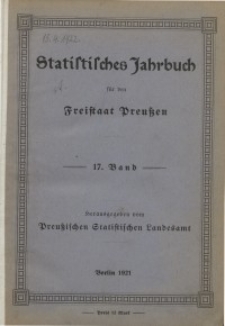 Statistisches Jahrbuch
für den
Freistaat Preußen
17. Band
Herausgegeben vom
Preußischen Statistischen Landesamt
Berlin 1921